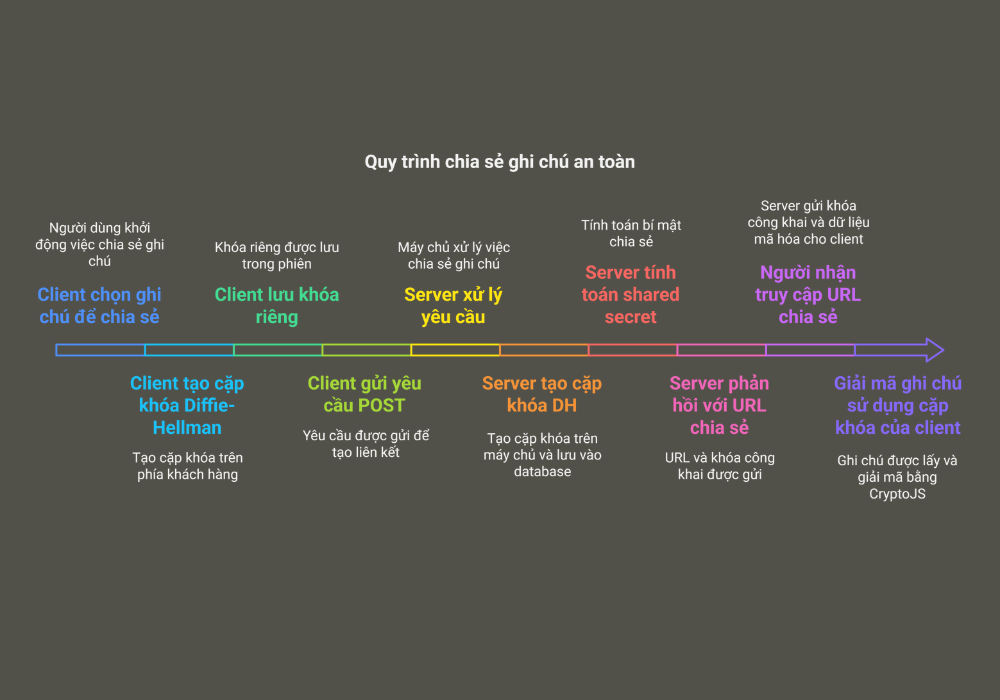 Quy trình chia sẻ ghi chú an toàn
Người dùng khởi
động việc chia sẻ ghi
chú
Client chọn ghi
chú để chia sẻ
Client tạo cặp
khóa Diffie-
Hellman
Tạo cặp khóa trên
phía khách hàng
Khóa riêng được lưu
trong phiên
Client lưu khóa
riêng
Client gửi yêu
cầu POST
Yêu cầu được gửi để
tạo liên kết
Máy chủ xử lý việc
chia sẻ ghi chú
Server xử lý
yêu cầu
Server tạo cặp
khóa DH
Tạo cặp khóa trên
máy chủ và lưu vào
database
Tính toán bí mật
chia sẻ
Server tính
toán shared
secret
Server phản
hồi với URL
chia sẻ
URL và khóa công
khai được gửi
Server gửi khóa
công khai và dữ liệu
mã hóa cho client
Người nhận
truy cập URL
chia sẻ
Giải mã ghi chú
sử dụng cặp
khóa của client
Ghi chú được lấy và
giải mã bằng
CryptoJS